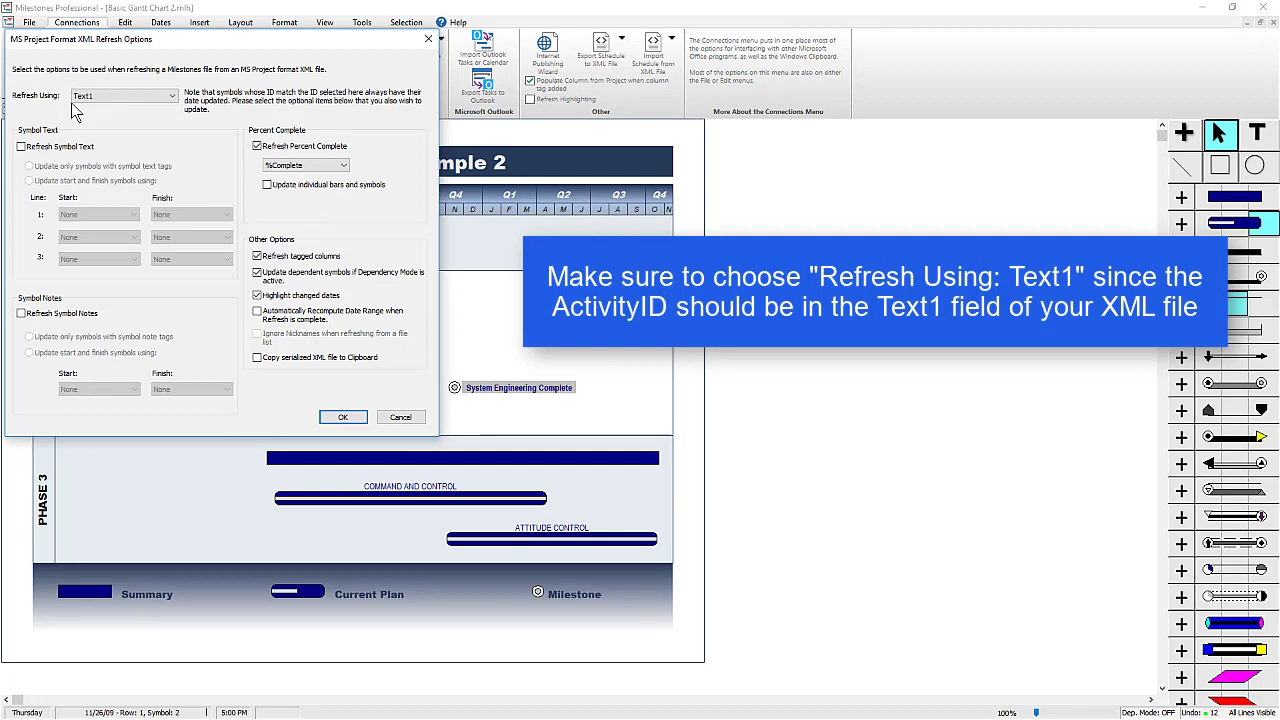 Milestones Professional - [Basic Gantt Chart 2.mlh]
File Connections Edit Dates Insert Layout Format View Tools Selection Help
MS Project Format XML Refresh Options
Select the options to be used when refreshing a Milestones file from an MS Project format XML file.
Refresh Using: Text1
Note that symbols whose ID match the ID selected here always have their
date updated. Please select the optional items below that you also wish to
update.
Symbol Text
Refresh Symbol Text
Update only symbols with symbol text tags
Update start and finish symbols using:
Line: Start: Finish:
1: None None
2: None None
3: None None
Symbol Notes
Refresh Symbol Notes
Update only symbols with symbol note tags
Update start and finish symbols using:
Start: Finish:
None None
Percent Complete
Refresh Percent Complete
%Complete
Update individual bars and symbols
Other Options
Refresh tagged columns
Update dependent symbols if Dependency Mode is
active.
Highlight changed dates
Automatically Recompute Date Range when
Refresh is complete.
Ignore Nicknames when refreshing from a file
list
Copy serialized XML file to Clipboard
OK Cancel
Import Outlook
Tasks or Calendar
Export Tasks to
Outlook
Microsoft Outlook
Internet
Publishing
Wizard
Export Schedule
to XML File
Import
Schedule from
XML File
Populate Column from Project when column
tag added
Refresh Highlighting
Other
The Connections menu puts in one place most
of the options for interfacing with other Microsoft
Office programs, as well as the Windows Clipboard.
Most of the options on this menu are also on either
the File or Edit menus.
More About the Connections Menu
mple 2
Q4 Q1 Q2 Q3 Q4
N D J F M A M J J A S O N
Make sure to choose "Refresh Using: Text1" since the
ActivityID should be in the Text1 field of your XML file
System Engineering Complete
PHASE 3
COMMAND AND CONTROL
ATTITUDE CONTROL
Summary Current Plan Milestone
T
Thursday 11/26/09 - Row: 1, Symbol: 2 5:00 PM 100% Dep. Mode: OFF Undo: 12 All Lines Visible